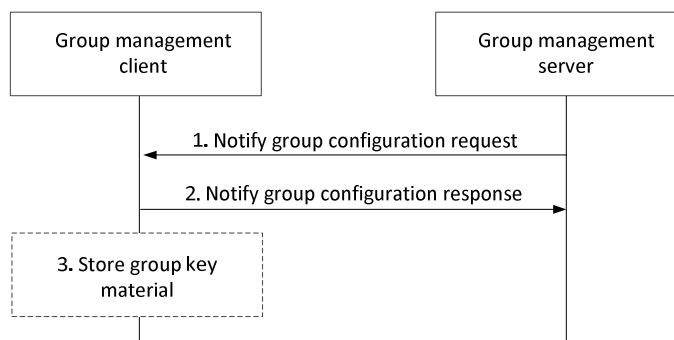 Group management
client
Group management
server
1. Notify group configuration request
2. Notify group configuration response
3. Store group key
material